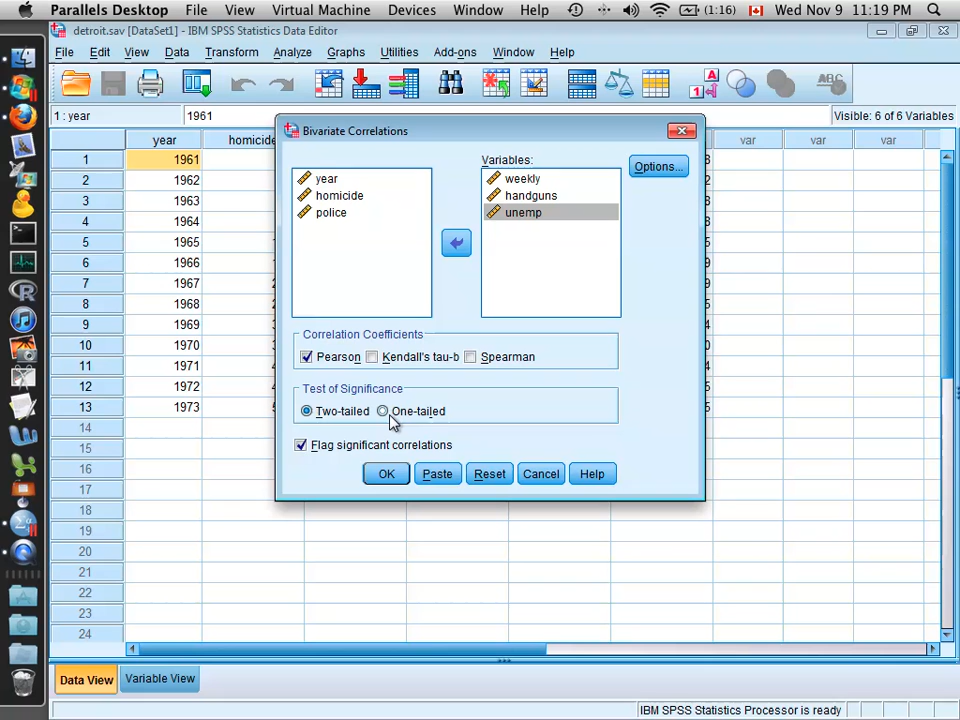 Parallels Desktop File View Virtual Machine Devices Window Help (1:16) Wed Nov 9 11:19 PM
detroit.sav [DataSet1] - IBM SPSS Statistics Data Editor
File Edit View Data Transform Analyze Graphs Utilities Add-ons Window Help
1 : year 1961 Visible: 6 of 6 Variables
year homicide var var var
Bivariate Correlations
Variables:
Options...
year
homicide
police
weekly
handguns
unemp
Correlation Coefficients
Pearson Kendall's tau-b Spearman
Test of Significance
Two-tailed One-tailed
Flag significant correlations
OK Paste Reset Cancel Help
1 1961
2 1962
3 1963
4 1964
5 1965
6 1966
7 1967
8 1968
9 1969
10 1970
11 1971
12 1972
13 1973
14
15
16
17
18
19
20
21
22
23
24
Data View Variable View
IBM SPSS Statistics Processor is ready